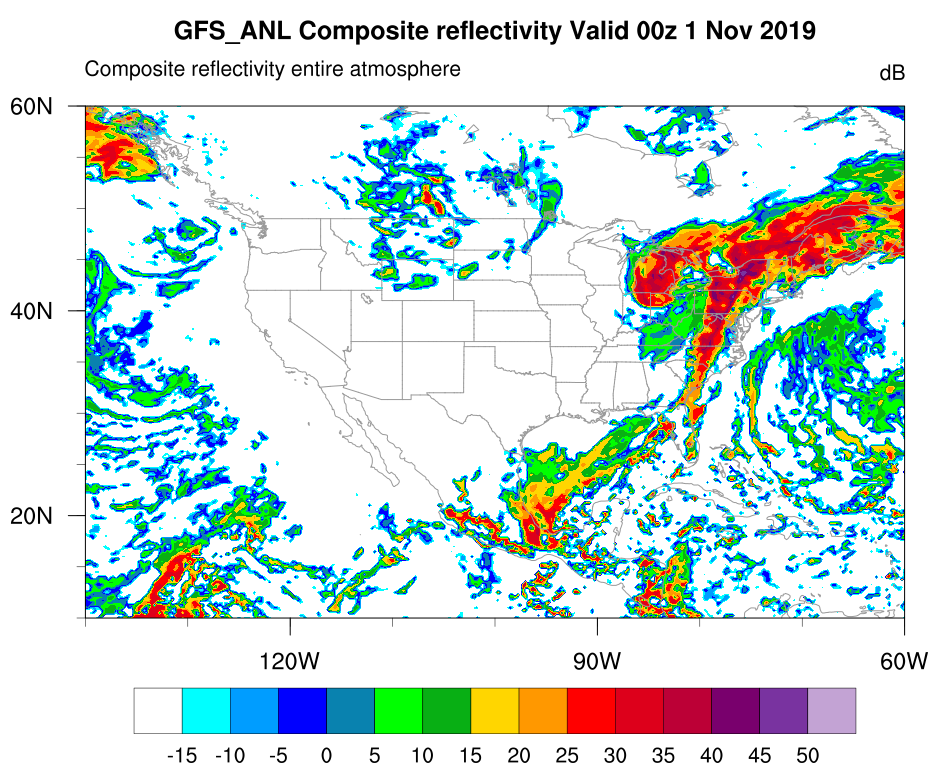 GFS_ANL Composite reflectivity Valid 00z 1 Nov 2019
Composite reflectivity entire atmosphere dB
60N
40N
20N
120W 90W 60W
-15 -10 -5 0 5 10 15 20 25 30 35 40 45 50